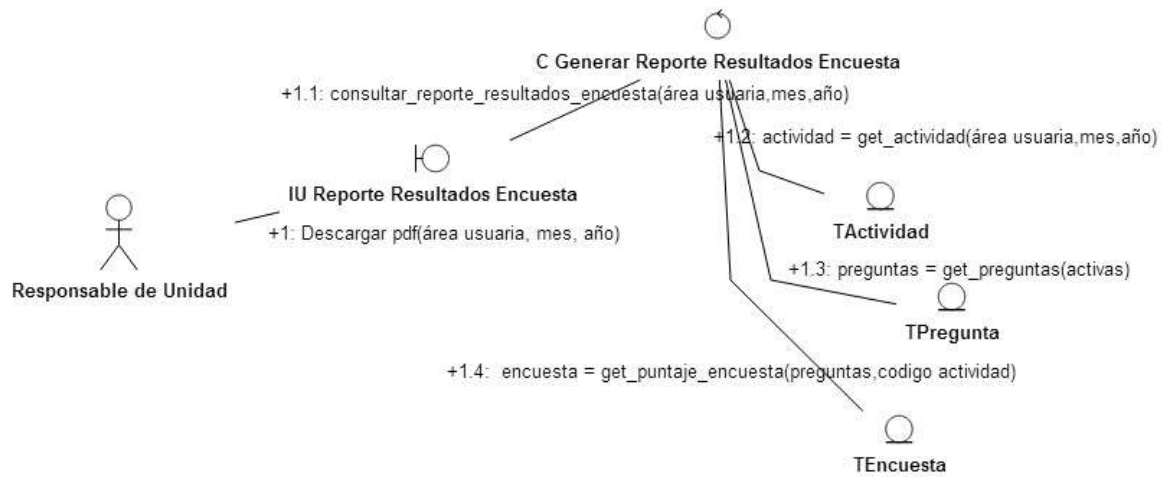 C Generar Reporte Resultados Encuesta
+1.1: consultar_reporte_resultados_encuesta(área usuaria,mes,año)
+1.2: actividad = get_actividad(área usuaria,mes,año)
IU Reporte Resultados Encuesta
TActividad
+1: Descargar pdf(área usuaria, mes, año)
+1.3: preguntas = get_preguntas(activas)
Responsable de Unidad
TPregunta
+1.4: encuesta = get_puntaje_encuesta(preguntas,codigo actividad)
TEncuesta